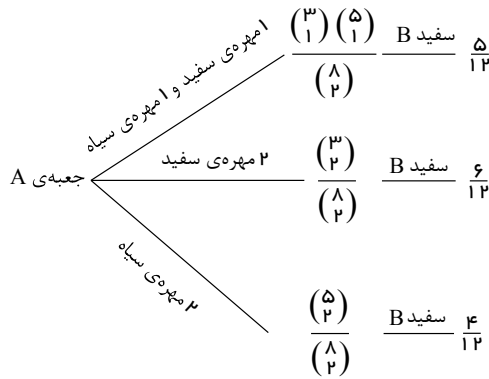 ۱ مهره‌ی سفید و ۱ مهره‌ی سیاه
(۳ ۱)(۵ ۱) / (۸ ۲)
سفید B
۵/۱۲
جعبه‌ی A
۲ مهره‌ی سفید
(۳ ۲) / (۸ ۲)
سفید B
۶/۱۲
۲ مهره‌ی سیاه
(۵ ۲) / (۸ ۲)
سفید B
۴/۱۲